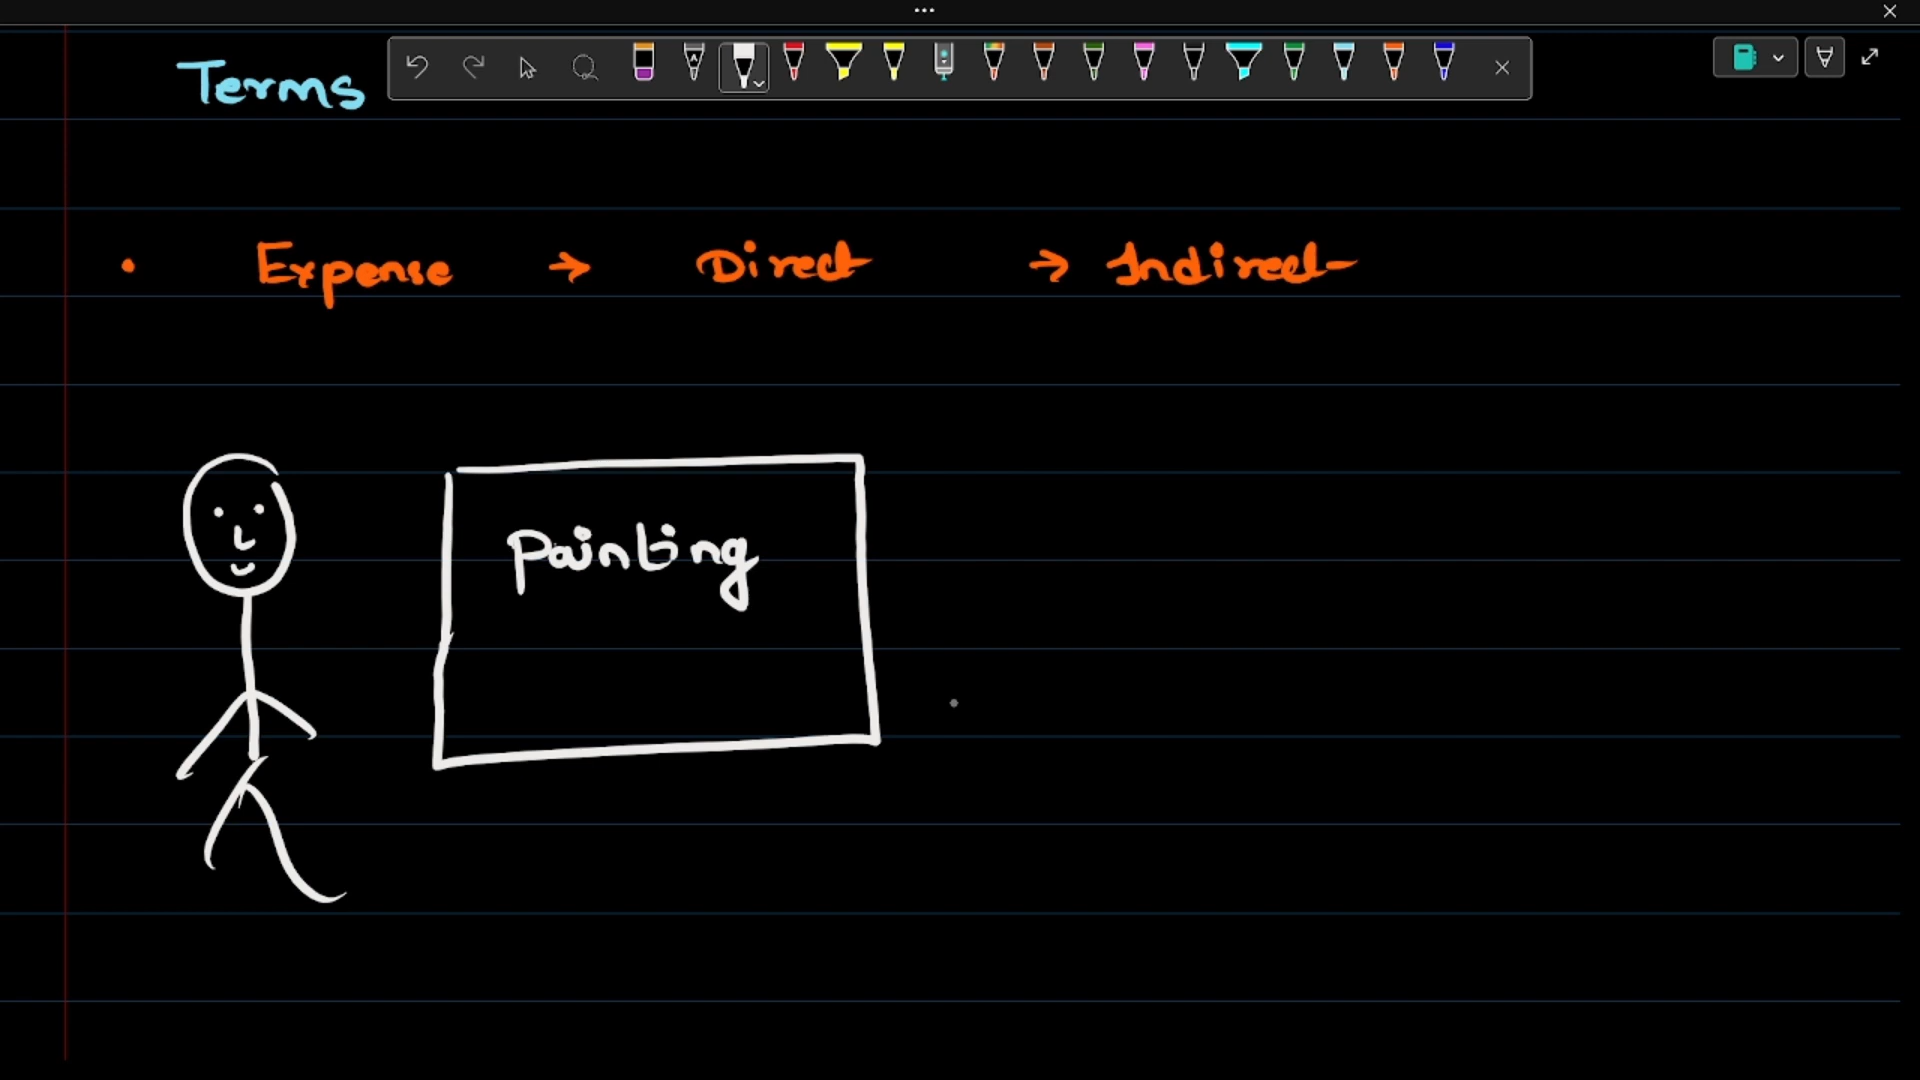 Terms
• Expense → Direct → Indirect
Painting